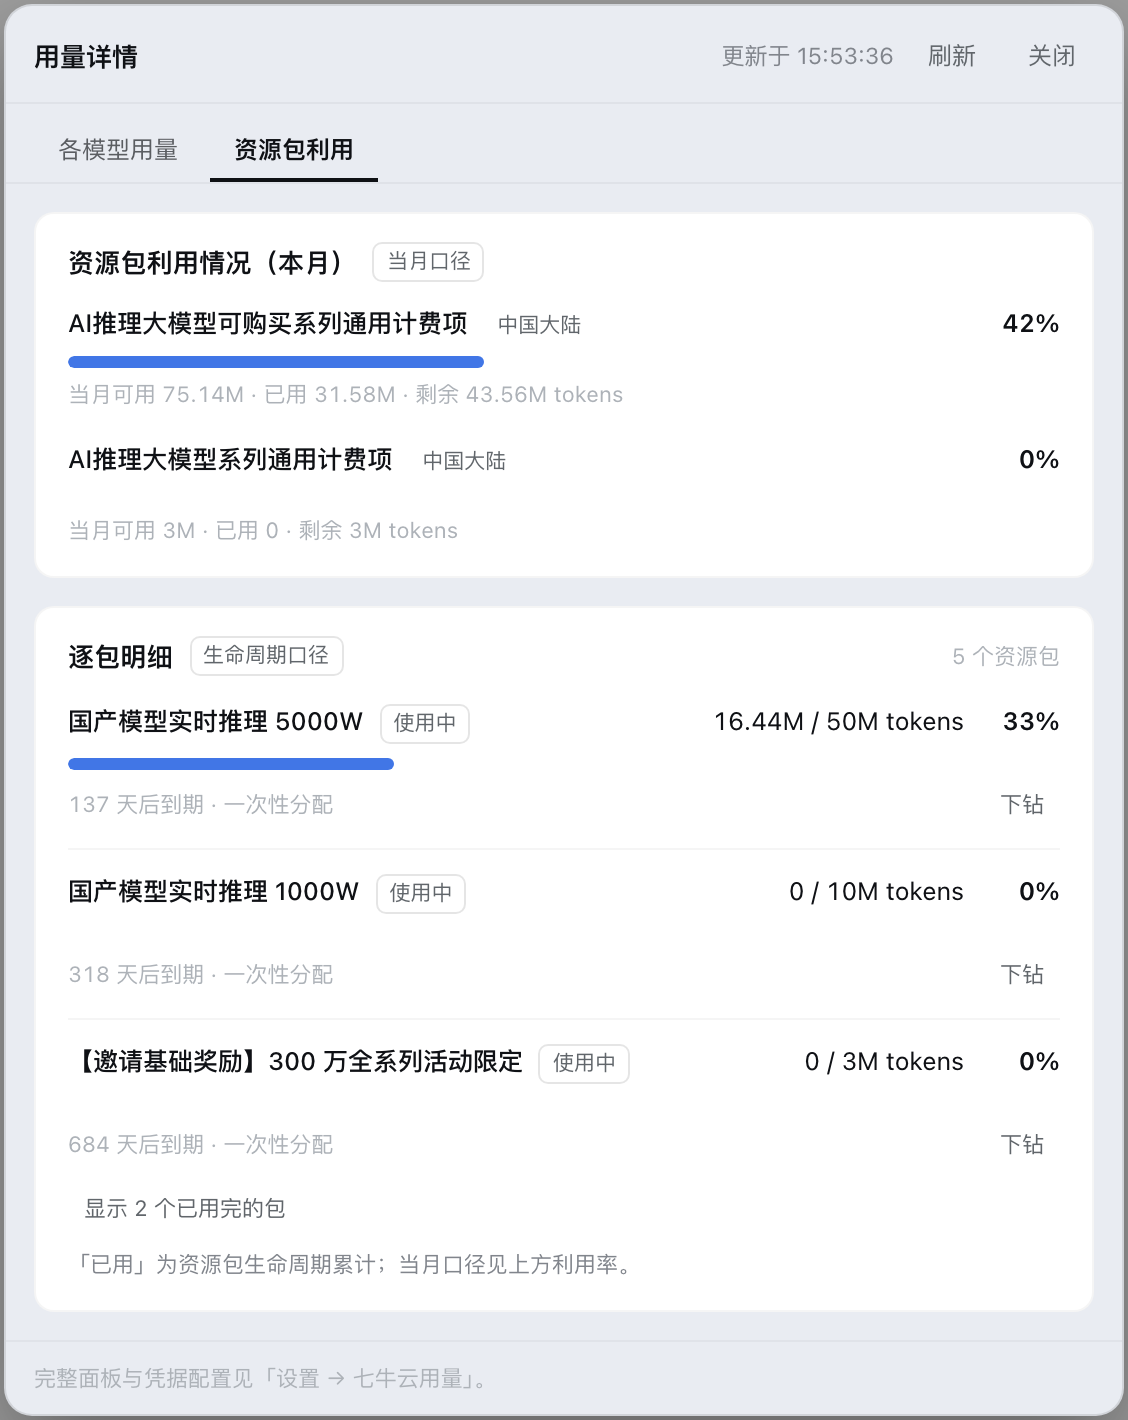 用量详情 更新于 15:53:36 刷新 关闭
各模型用量 资源包利用
资源包利用情况（本月） 当月口径
AI推理大模型可购买系列通用计费项 中国大陆 42%
当月可用 75.14M · 已用 31.58M · 剩余 43.56M tokens
AI推理大模型系列通用计费项 中国大陆 0%
当月可用 3M · 已用 0 · 剩余 3M tokens
逐包明细 生命周期口径 5 个资源包
国产模型实时推理 5000W 使用中 16.44M / 50M tokens 33%
137 天后到期 · 一次性分配 下钻
国产模型实时推理 1000W 使用中 0 / 10M tokens 0%
318 天后到期 · 一次性分配 下钻
【邀请基础奖励】300 万全系列活动限定 使用中 0 / 3M tokens 0%
684 天后到期 · 一次性分配 下钻
显示 2 个已用完的包
「已用」为资源包生命周期累计；当月口径见上方利用率。
完整面板与凭据配置见「设置 → 七牛云用量」。